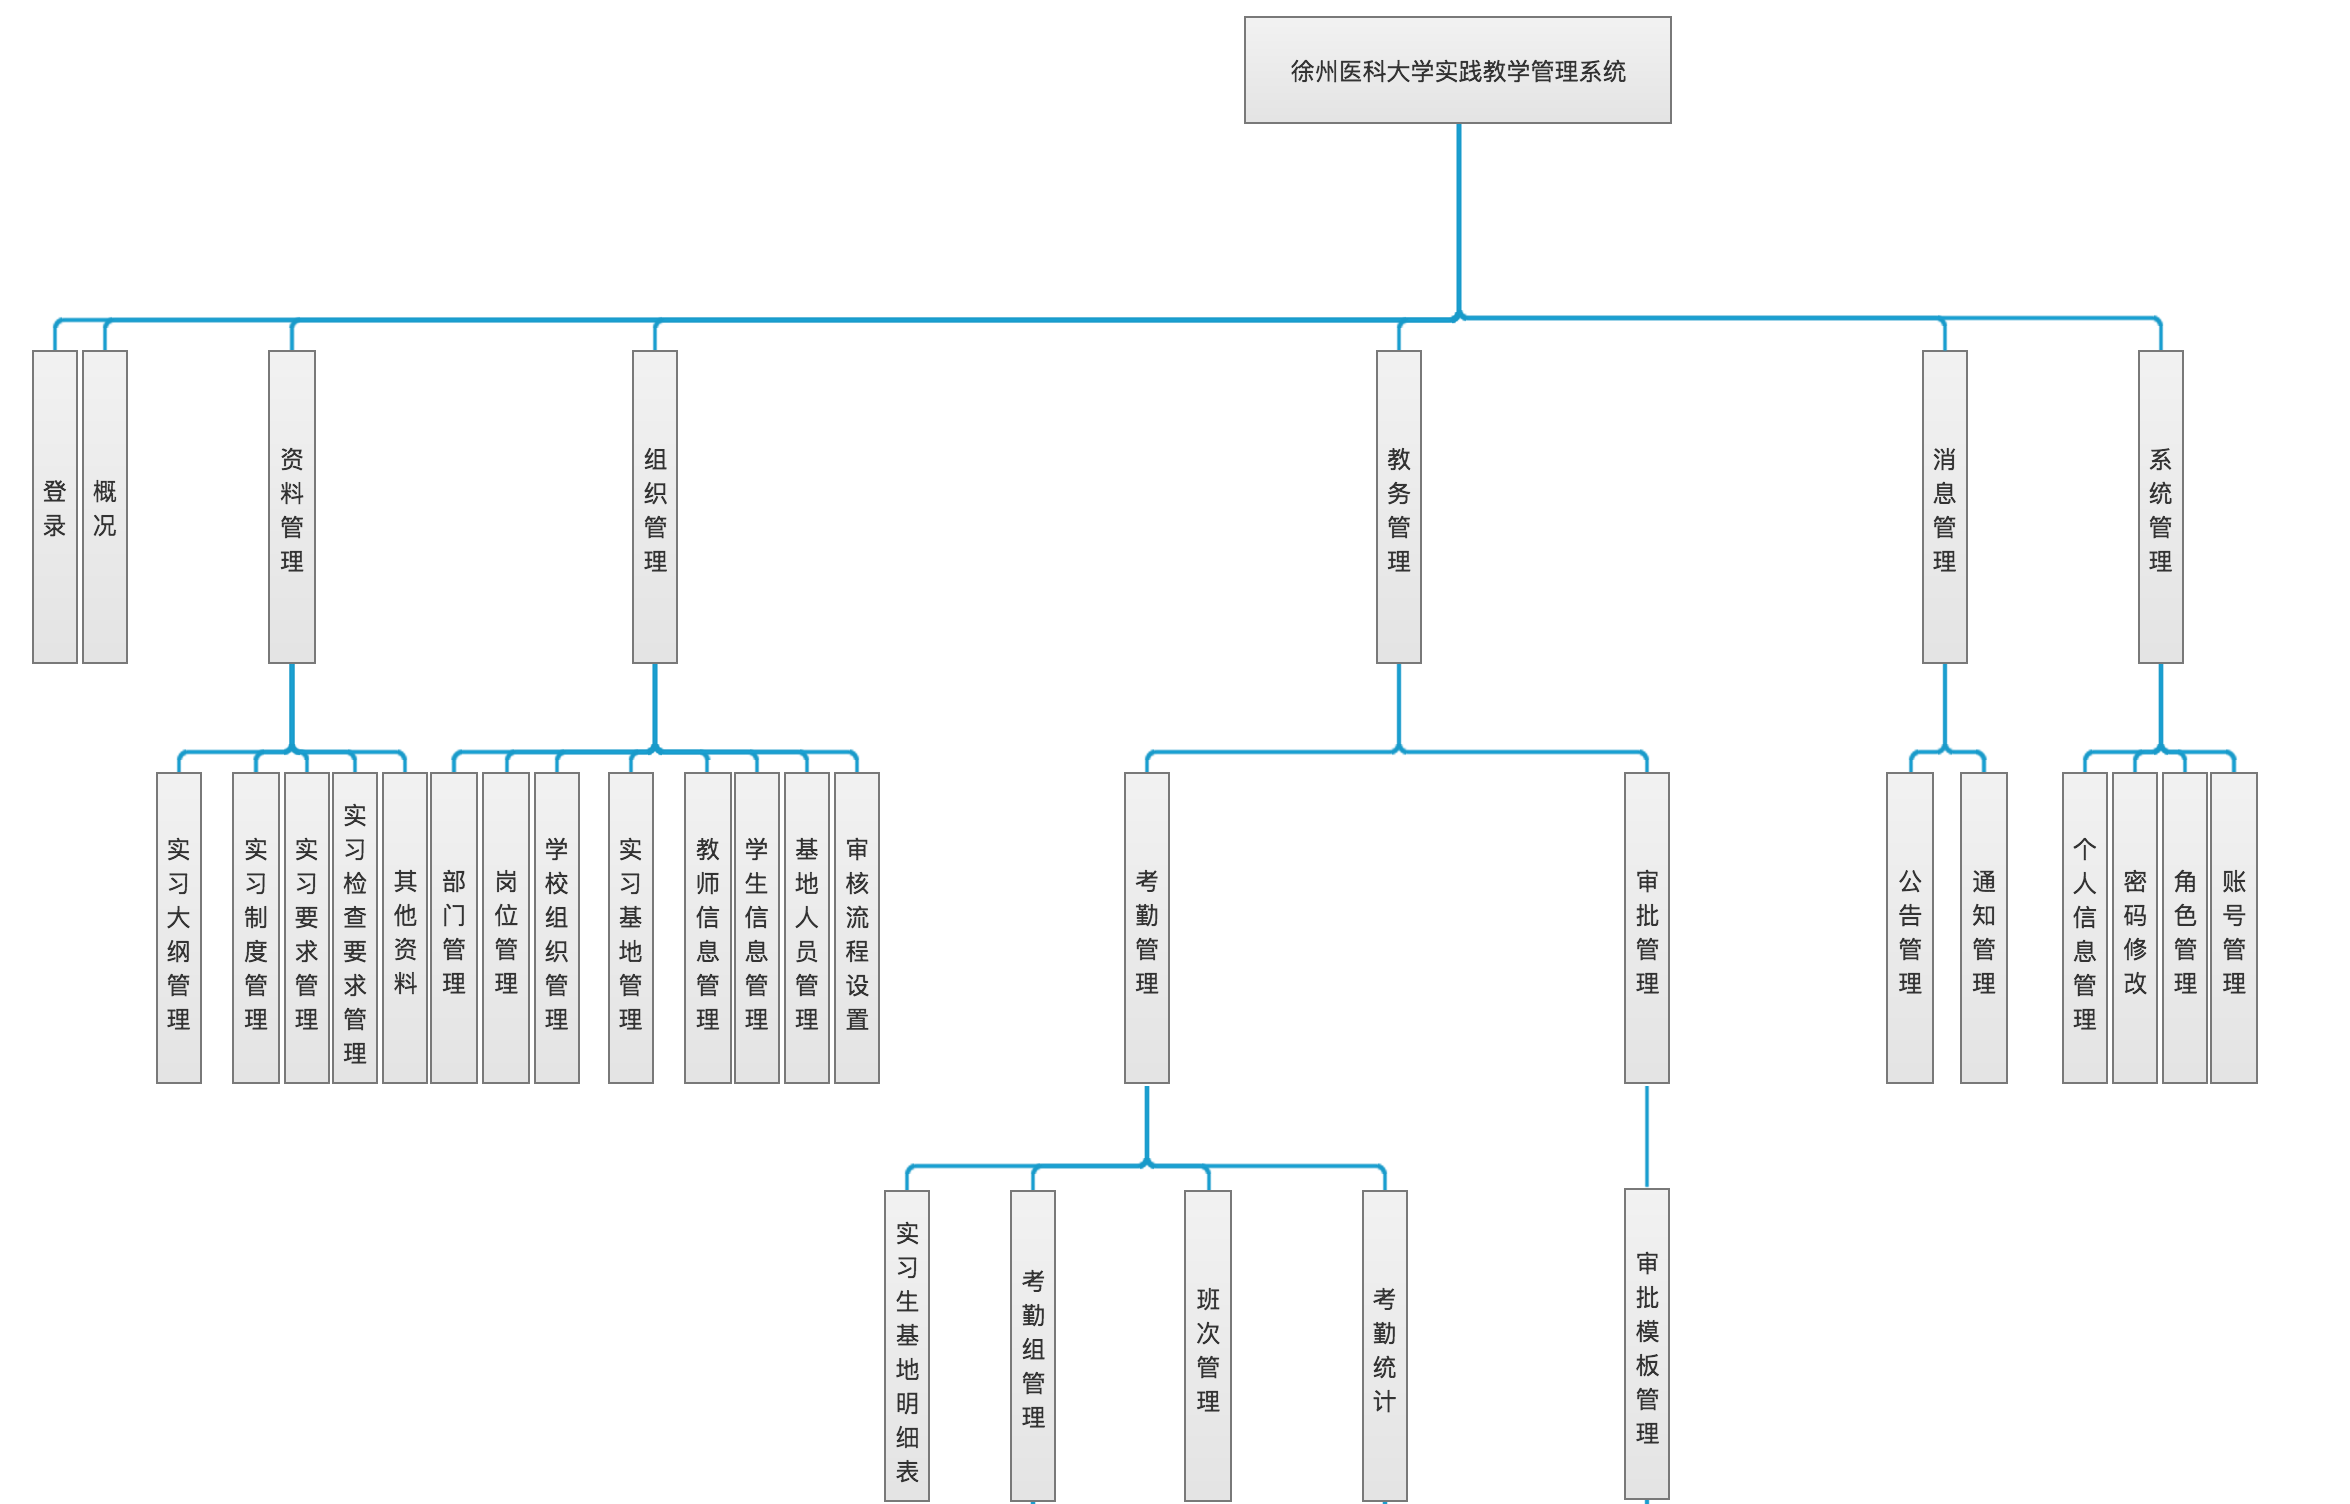 徐州医科大学实践教学管理系统
登录
概况
资料管理
组织管理
教务管理
消息管理
系统管理
实习大纲管理
实习制度管理
实习要求管理
实习检查要求管理
其他资料
部门管理
岗位管理
学校组织管理
实习基地管理
教师信息管理
学生信息管理
基地人员管理
审核流程设置
考勤管理
审批管理
公告管理
通知管理
个人信息管理
密码修改
角色管理
账号管理
实习生基地明细表
考勤组管理
班次管理
考勤统计
审批模板管理